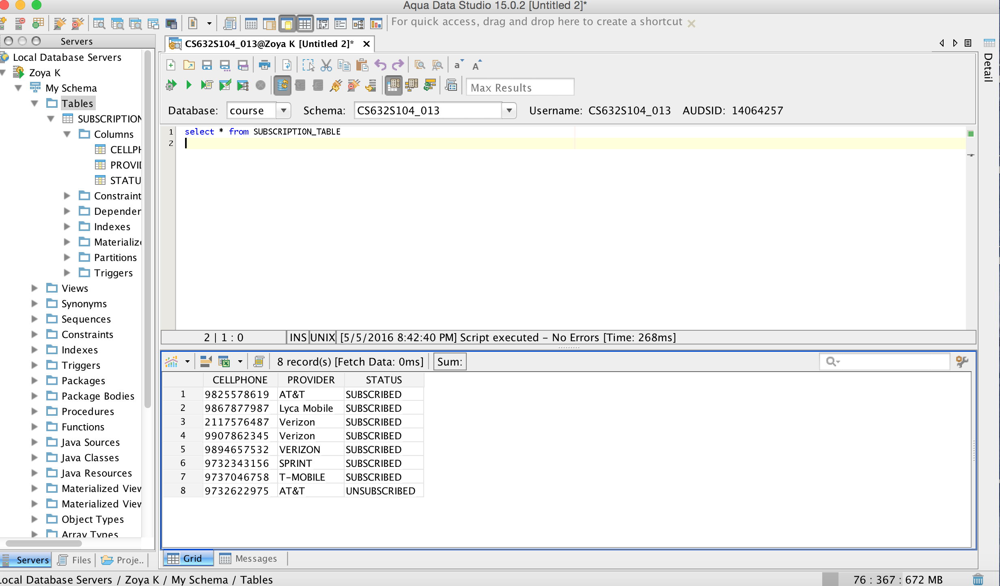 Aqua Data Studio 15.0.2 [Untitled 2]*
For quick access, drag and drop here to create a shortcut
Servers
Local Database Servers
Zoya K
My Schema
Tables
SUBSCRIPTION
Columns
CELLPH
PROVID
STATU
Constraint
Depender
Indexes
Materialize
Partitions
Triggers
Views
Synonyms
Sequences
Constraints
Indexes
Triggers
Packages
Package Bodies
Procedures
Functions
Java Sources
Java Classes
Java Resources
Materialized View
Materialized View
Object Types
Array Types
Servers Files Proje..
CS632S104_013@Zoya K [Untitled 2]*
Detail
Max Results
Database: course Schema: CS632S104_013 Username: CS632S104_013 AUDSID: 14064257
1 select * from SUBSCRIPTION_TABLE
2
2 | 1 : 0 INS UNIX [5/5/2016 8:42:40 PM] Script executed – No Errors [Time: 268ms]
8 record(s) [Fetch Data: 0ms] Sum:
CELLPHONE PROVIDER STATUS
1 9825578619 AT&T SUBSCRIBED
2 9867877987 Lyca Mobile SUBSCRIBED
3 2117576487 Verizon SUBSCRIBED
4 9907862345 Verizon SUBSCRIBED
5 9894657532 VERIZON SUBSCRIBED
6 9732343156 SPRINT SUBSCRIBED
7 9737046758 T-MOBILE SUBSCRIBED
8 9732622975 AT&T UNSUBSCRIBED
Grid Messages
Local Database Servers / Zoya K / My Schema / Tables
76 : 367 : 672 MB